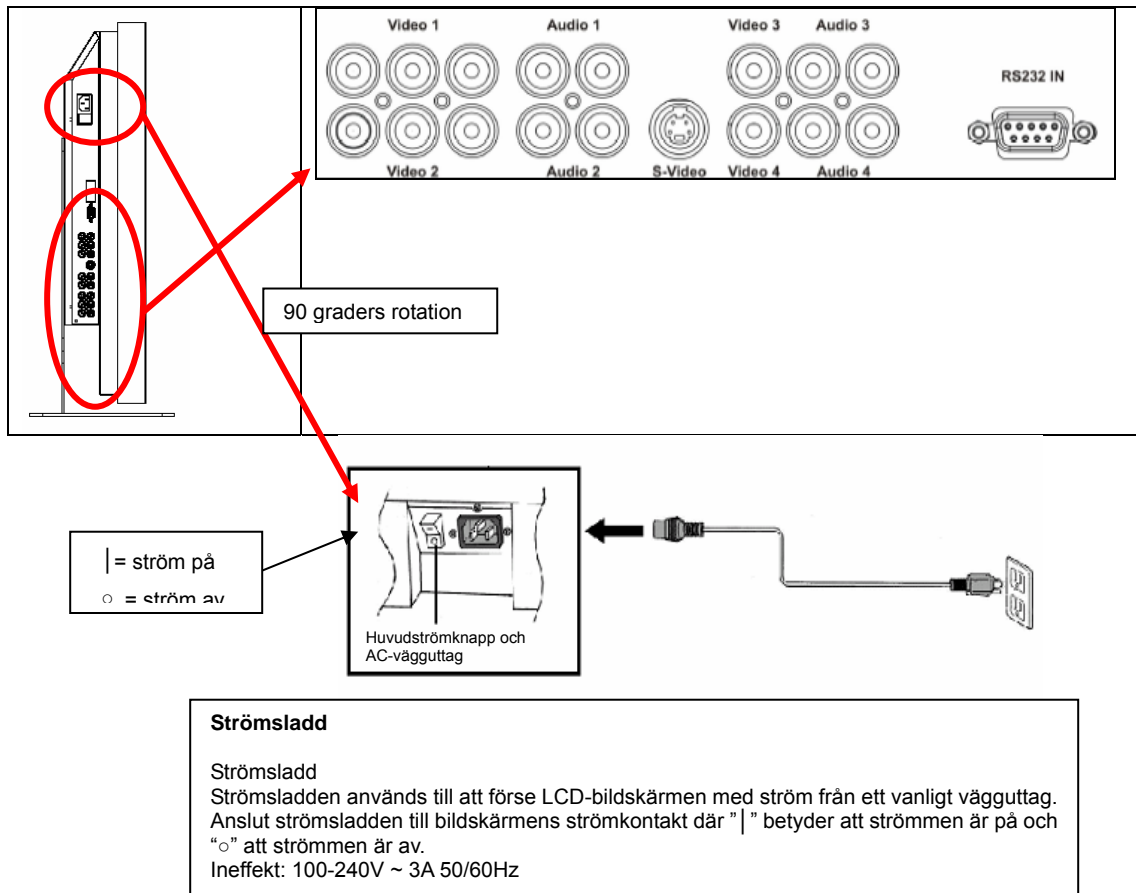 Video 1 Audio 1 Video 3 Audio 3
RS232 IN
Video 2 Audio 2 S-Video Video 4 Audio 4
90 graders rotation
│= ström på
○ = ström av
Huvudströmknapp och
AC-vägguttag
Strömsladd
Strömsladd
Strömsladden används till att förse LCD-bildskärmen med ström från ett vanligt vägguttag.
Anslut strömsladden till bildskärmens strömkontakt där ”│” betyder att strömmen är på och
“○” att strömmen är av.
Ineffekt: 100-240V ~ 3A 50/60Hz